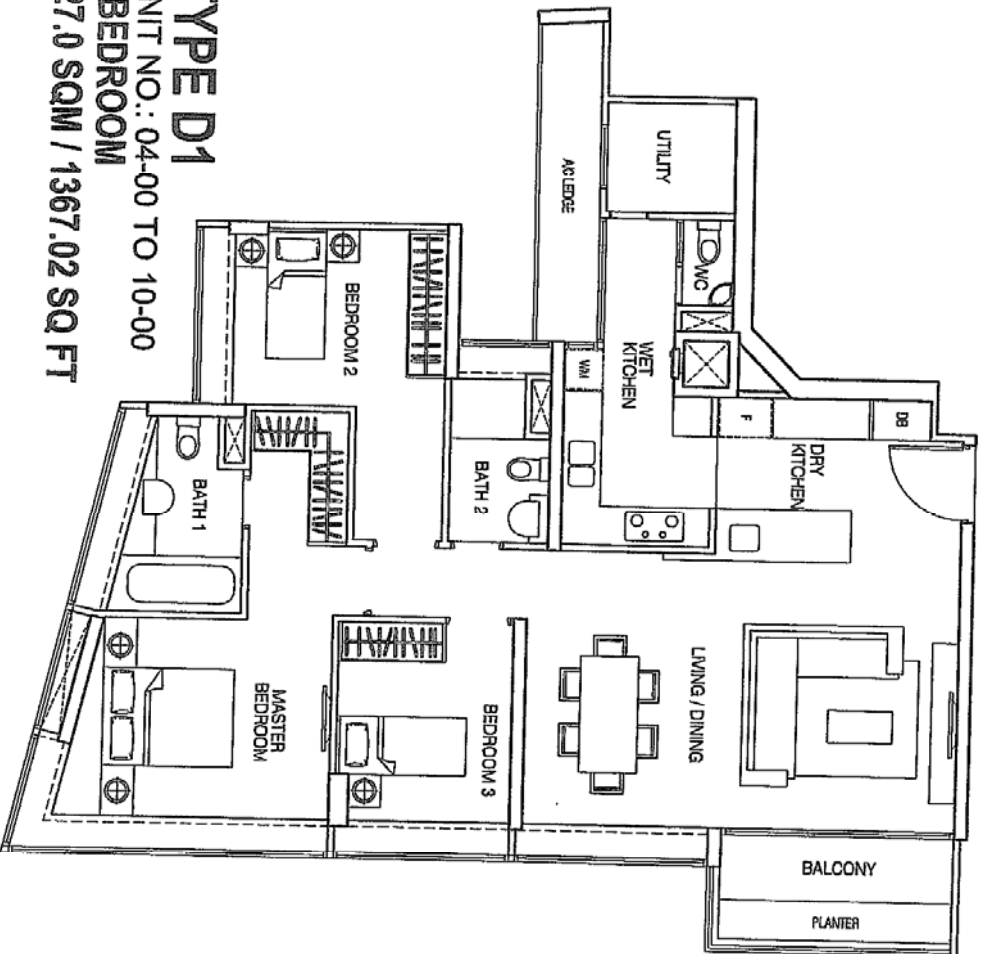 TYPE D1
NIT NO.: 04-00 TO 10-00
BEDROOM
27.0 SQM / 1367.02 SQ FT
UTILITY
A/C LEDGE
WC
WET
KITCHEN
WM
F
DB
DRY
KITCHEN
BEDROOM 2
BATH 2
BATH 1
LIVING / DINING
MASTER
BEDROOM
BEDROOM 3
BALCONY
PLANTER